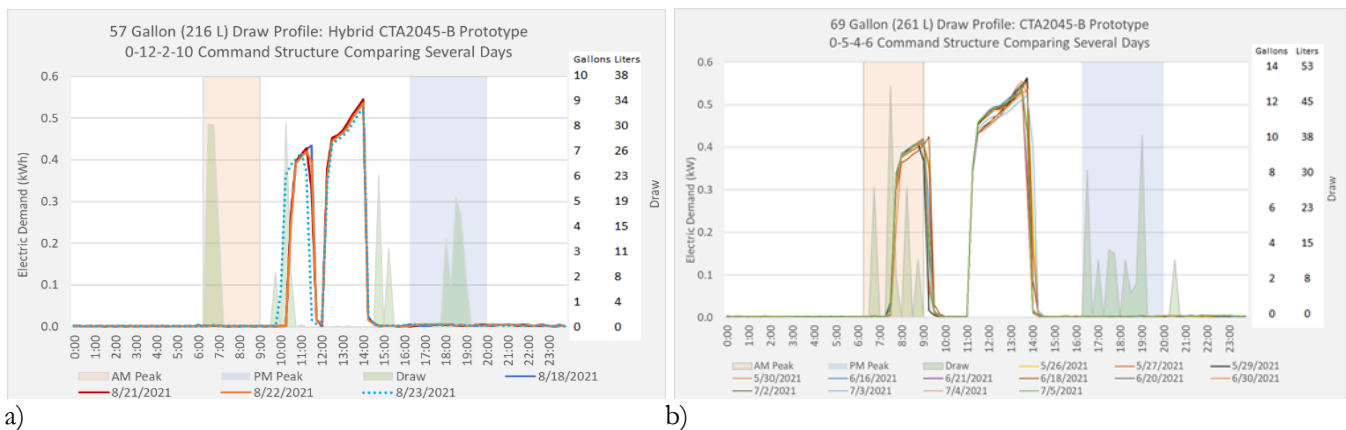 57 Gallon (216 L) Draw Profile: Hybrid CTA2045-B Prototype
0-12-2-10 Command Structure Comparing Several Days
Gallons Liters
10 38
9 34
8 30
7 26
6 23
5 19
4 15
3 11
2 8
1 4
0 0
Draw
Electric Demand (kWh)
0.6
0.5
0.4
0.3
0.2
0.1
0.0
0:00 1:00 2:00 3:00 4:00 5:00 6:00 7:00 8:00 9:00 10:00 11:00 12:00 13:00 14:00 15:00 16:00 17:00 18:00 19:00 20:00 21:00 22:00 23:00
AM Peak PM Peak Draw 8/18/2021
8/21/2021 8/22/2021 8/23/2021
a)
69 Gallon (261 L) Draw Profile: CTA2045-B Prototype
0-5-4-6 Command Structure Comparing Several Days
Gallons Liters
14 53
12 45
10 38
8 30
6 23
4 15
2 8
0 0
Draw
Electric Demand (kW)
0.6
0.5
0.4
0.3
0.2
0.1
0.0
0:00 1:00 2:00 3:00 4:00 5:00 6:00 7:00 8:00 9:00 10:00 11:00 12:00 13:00 14:00 15:00 16:00 17:00 18:00 19:00 20:00 21:00 22:00 23:00
AM Peak PM Peak Draw 5/26/2021 5/27/2021 5/29/2021
5/30/2021 6/16/2021 6/21/2021 6/18/2021 6/20/2021 6/30/2021
7/2/2021 7/3/2021 7/4/2021 7/5/2021
b)